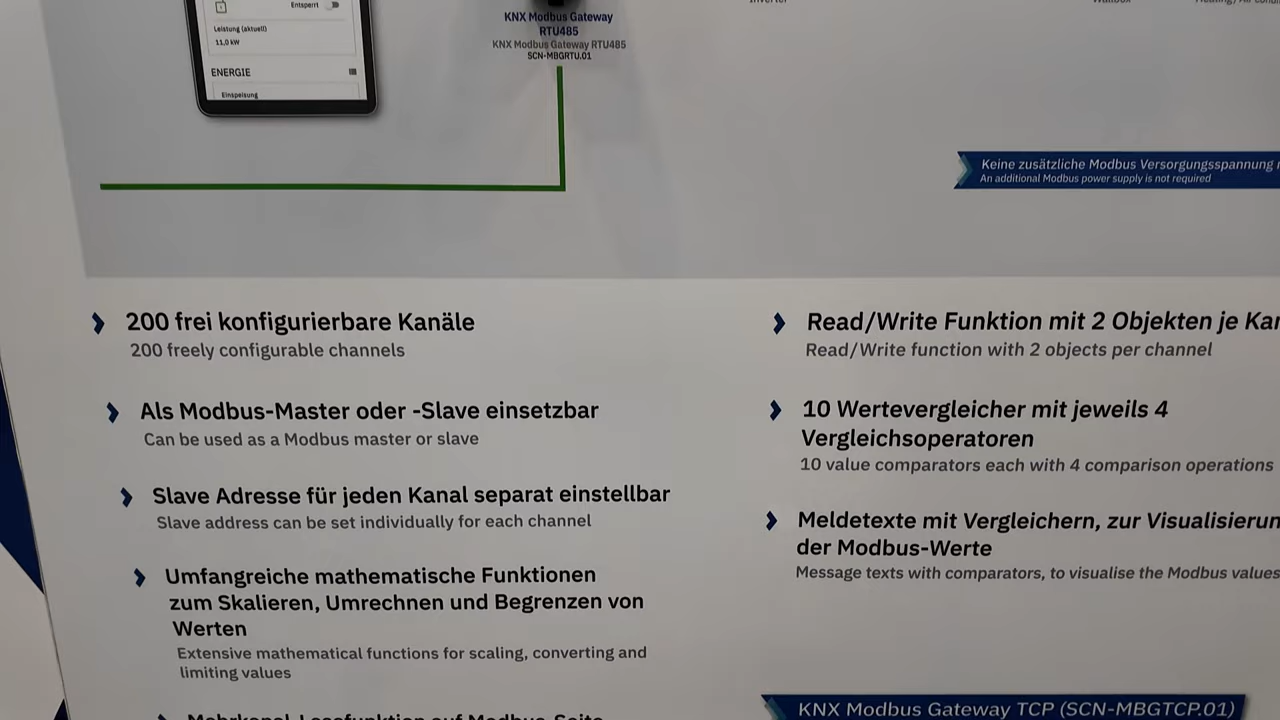 Entsperrt
Leistung (aktuell)
11,0 kW
ENERGIE
Einspeisung
KNX Modbus Gateway
RTU485
KNX Modbus Gateway RTU485
SCN-MBGRTU.01
Keine zusätzliche Modbus Versorgungsspannung
An additional Modbus power supply is not required
200 frei konfigurierbare Kanäle
200 freely configurable channels
Als Modbus-Master oder -Slave einsetzbar
Can be used as a Modbus master or slave
Slave Adresse für jeden Kanal separat einstellbar
Slave address can be set individually for each channel
Umfangreiche mathematische Funktionen
zum Skalieren, Umrechnen und Begrenzen von
Werten
Extensive mathematical functions for scaling, converting and
limiting values
Read/Write Funktion mit 2 Objekten je
Read/Write function with 2 objects per channel
10 Wertevergleicher mit jeweils 4
Vergleichsoperatoren
10 value comparators each with 4 comparison operations
Meldetexte mit Vergleichern, zur
der Modbus-Werte
Message texts with comparators, to visualise the Modbus values
KNX Modbus Gateway TCP (SCN-MBGTCP.01)